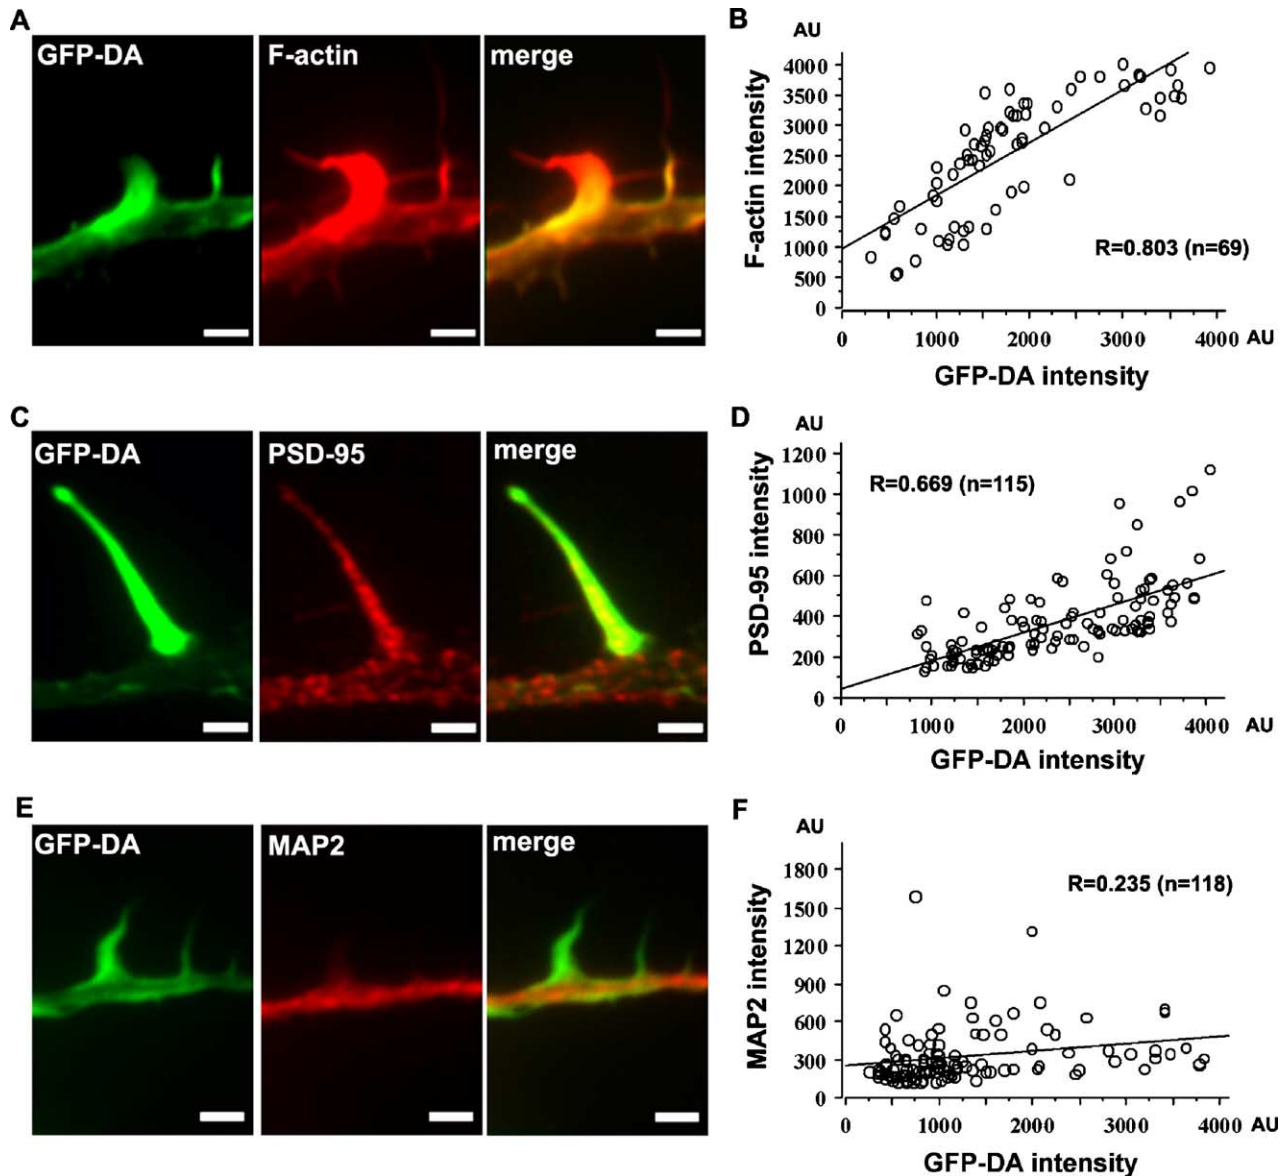 A
GFP-DA
F-actin
merge
B
AU
F-actin intensity
4000
3500
3000
2500
2000
1500
1000
500
0
R=0.803 (n=69)
0 1000 2000 3000 4000 AU
GFP-DA intensity
C
GFP-DA
PSD-95
merge
D
AU
PSD-95 intensity
1200
1000
800
600
400
200
0
R=0.669 (n=115)
0 1000 2000 3000 4000 AU
GFP-DA intensity
E
GFP-DA
MAP2
merge
F
AU
MAP2 intensity
1800
1500
1200
900
600
300
0
R=0.235 (n=118)
0 1000 2000 3000 4000 AU
GFP-DA intensity